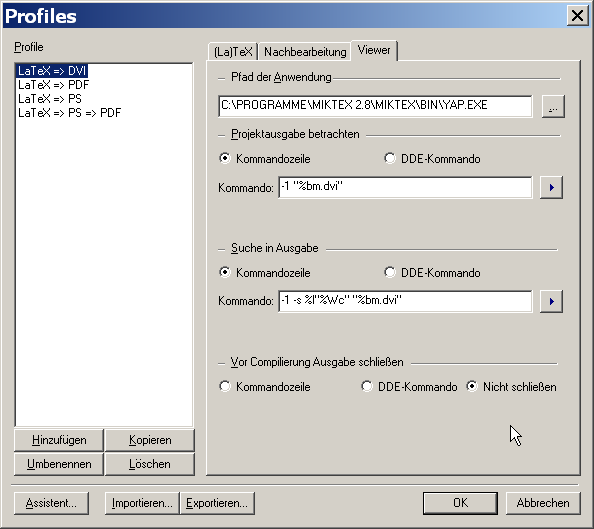 Profiles
Profile
LaTeX => DVI
LaTeX => PDF
LaTeX => PS
LaTeX => PS => PDF
Hinzufügen Kopieren
Umbenennen Löschen
(La)TeX Nachbearbeitung Viewer
Pfad der Anwendung
C:\PROGRAMME\MIKTEX 2.8\MIKTEX\BIN\YAP.EXE ...
Projektausgabe betrachten
Kommandozeile DDE-Kommando
Kommando: -1 "%bm.dvi"
Suche in Ausgabe
Kommandozeile DDE-Kommando
Kommando: -1 -s %l"%Wc" "%bm.dvi"
Vor Compilierung Ausgabe schließen
Kommandozeile DDE-Kommando Nicht schließen
Assistent... Importieren... Exportieren... OK Abbrechen